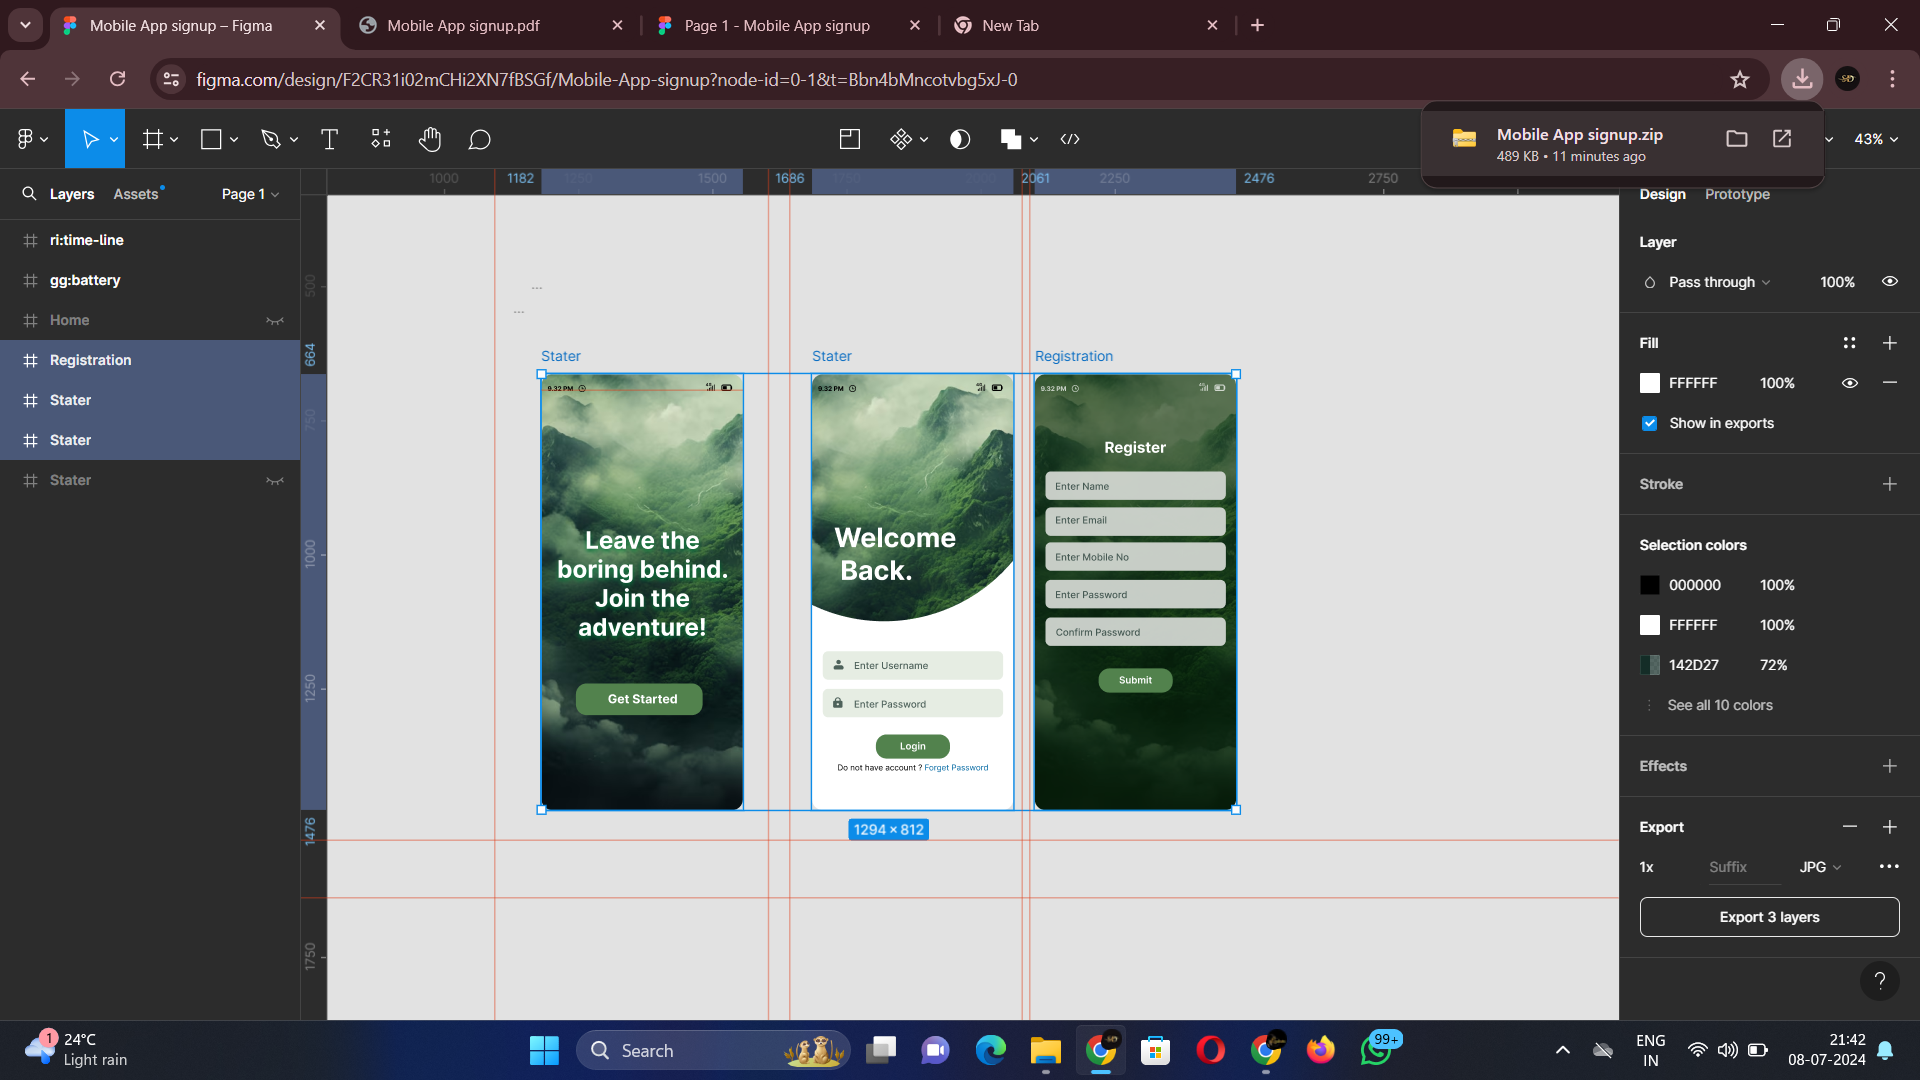 Mobile App signup – Figma
Mobile App signup.pdf
Page 1 - Mobile App signup
New Tab
figma.com/design/F2CR31i02mCHi2XN7fBSGf/Mobile-App-signup?node-id=0-1&t=Bbn4bMncotvbg5xJ-0
Mobile App signup.zip
489 KB • 11 minutes ago
43%
Layers
Assets
Page 1
1000
1182
1250
1500
1686
1750
2000
2061
2250
2476
2750
Design
Prototype
ri:time-line
gg:battery
Home
Registration
Stater
Stater
Stater
500
664
750
1000
1250
1476
1750
...
...
Stater
9.32 PM
Leave the
boring behind.
Join the
adventure!
Get Started
Stater
9.32 PM
Welcome
Back.
Enter Username
Enter Password
Login
Do not have account ? Forget Password
Registration
9.32 PM
Register
Enter Name
Enter Email
Enter Mobile No
Enter Password
Confirm Password
Submit
1294 × 812
Layer
Pass through
100%
Fill
FFFFFF
100%
Show in exports
Stroke
Selection colors
000000
100%
FFFFFF
100%
142D27
72%
See all 10 colors
Effects
Export
1x
Suffix
JPG
Export 3 layers
?
1
24°C
Light rain
Search
99+
ENG
IN
21:42
08-07-2024